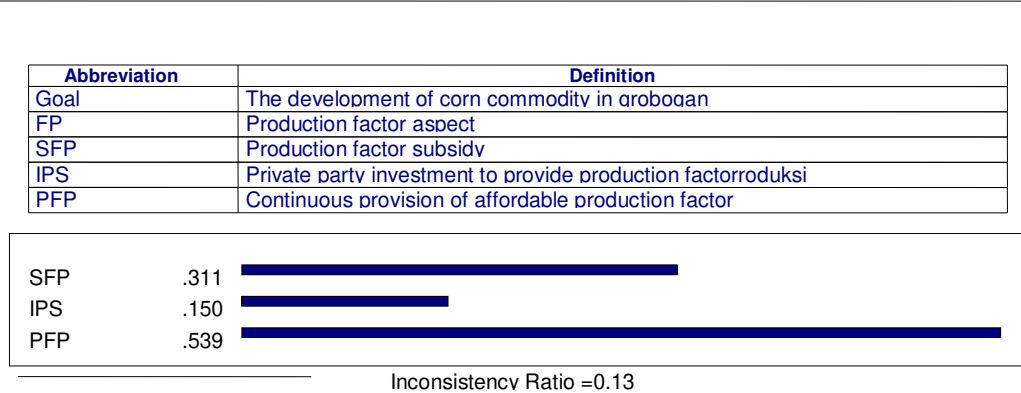 Abbreviation Definition
Goal The development of corn commodity in grobogan
FP Production factor aspect
SFP Production factor subsidy
IPS Private party investment to provide production factorroduksi
PFP Continuous provision of affordable production factor
SFP .311
IPS .150
PFP .539
Inconsistency Ratio =0.13